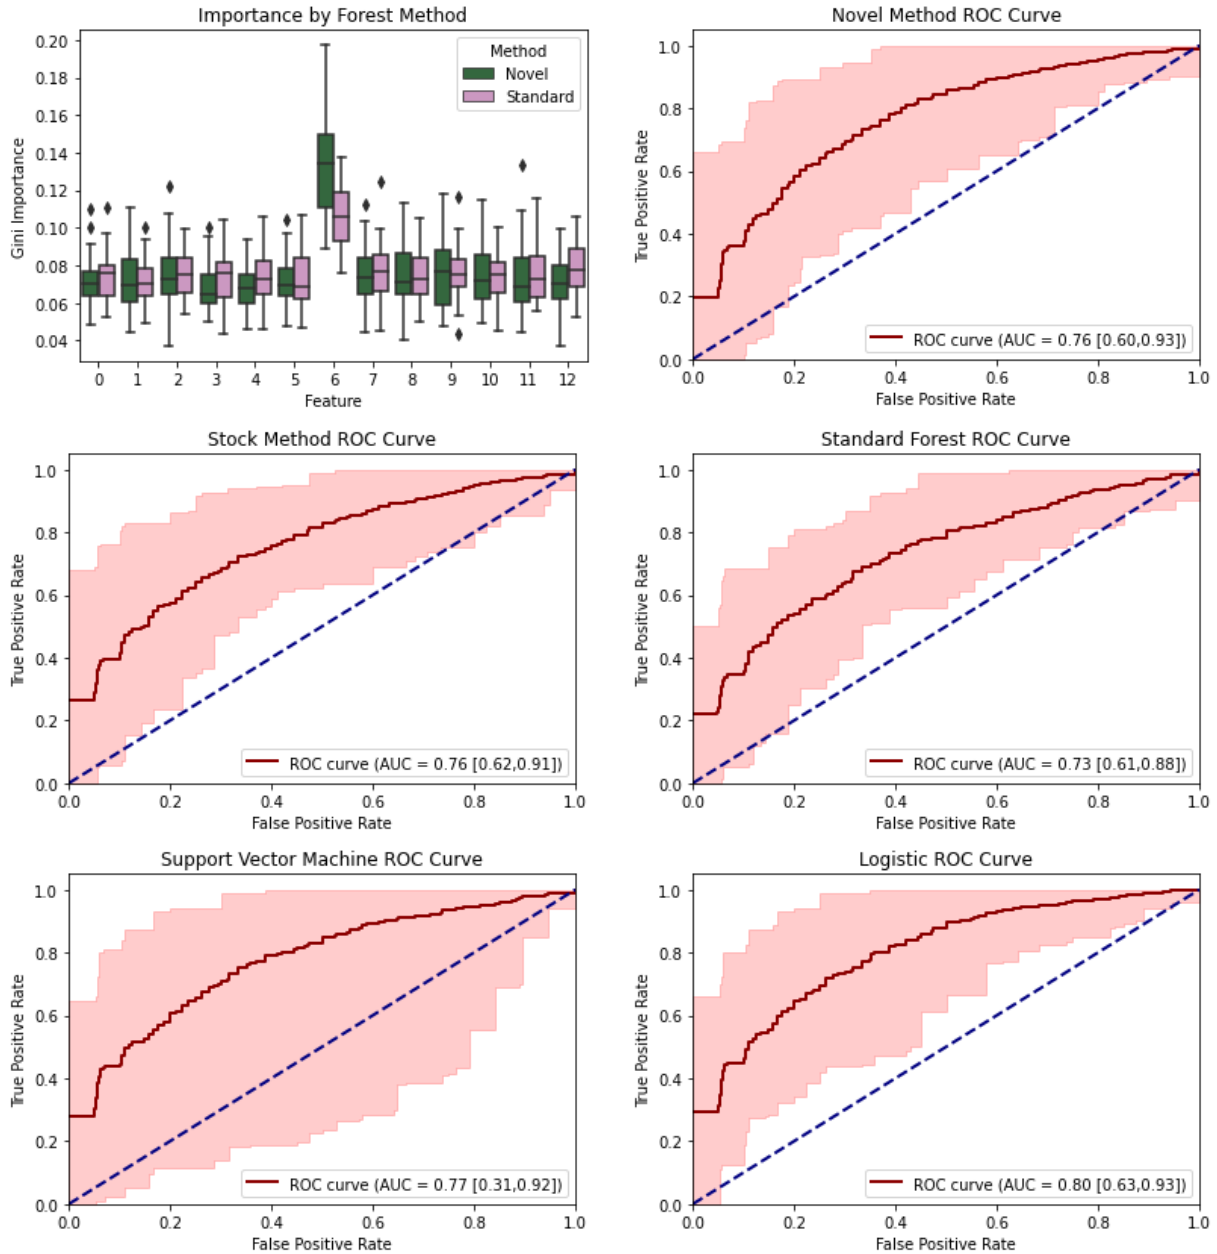 Importance by Forest Method
Gini Importance
0.20
0.18
0.16
0.14
0.12
0.10
0.08
0.06
0.04
Method
Novel
Standard
0 1 2 3 4 5 6 7 8 9 10 11 12
Feature
Novel Method ROC Curve
True Positive Rate
1.0
0.8
0.6
0.4
0.2
0.0
ROC curve (AUC = 0.76 [0.60,0.93])
0.0 0.2 0.4 0.6 0.8 1.0
False Positive Rate
Stock Method ROC Curve
True Positive Rate
1.0
0.8
0.6
0.4
0.2
0.0
ROC curve (AUC = 0.76 [0.62,0.91])
0.0 0.2 0.4 0.6 0.8 1.0
False Positive Rate
Standard Forest ROC Curve
True Positive Rate
1.0
0.8
0.6
0.4
0.2
0.0
ROC curve (AUC = 0.73 [0.61,0.88])
0.0 0.2 0.4 0.6 0.8 1.0
False Positive Rate
Support Vector Machine ROC Curve
True Positive Rate
1.0
0.8
0.6
0.4
0.2
0.0
ROC curve (AUC = 0.77 [0.31,0.92])
0.0 0.2 0.4 0.6 0.8 1.0
False Positive Rate
Logistic ROC Curve
True Positive Rate
1.0
0.8
0.6
0.4
0.2
0.0
ROC curve (AUC = 0.80 [0.63,0.93])
0.0 0.2 0.4 0.6 0.8 1.0
False Positive Rate